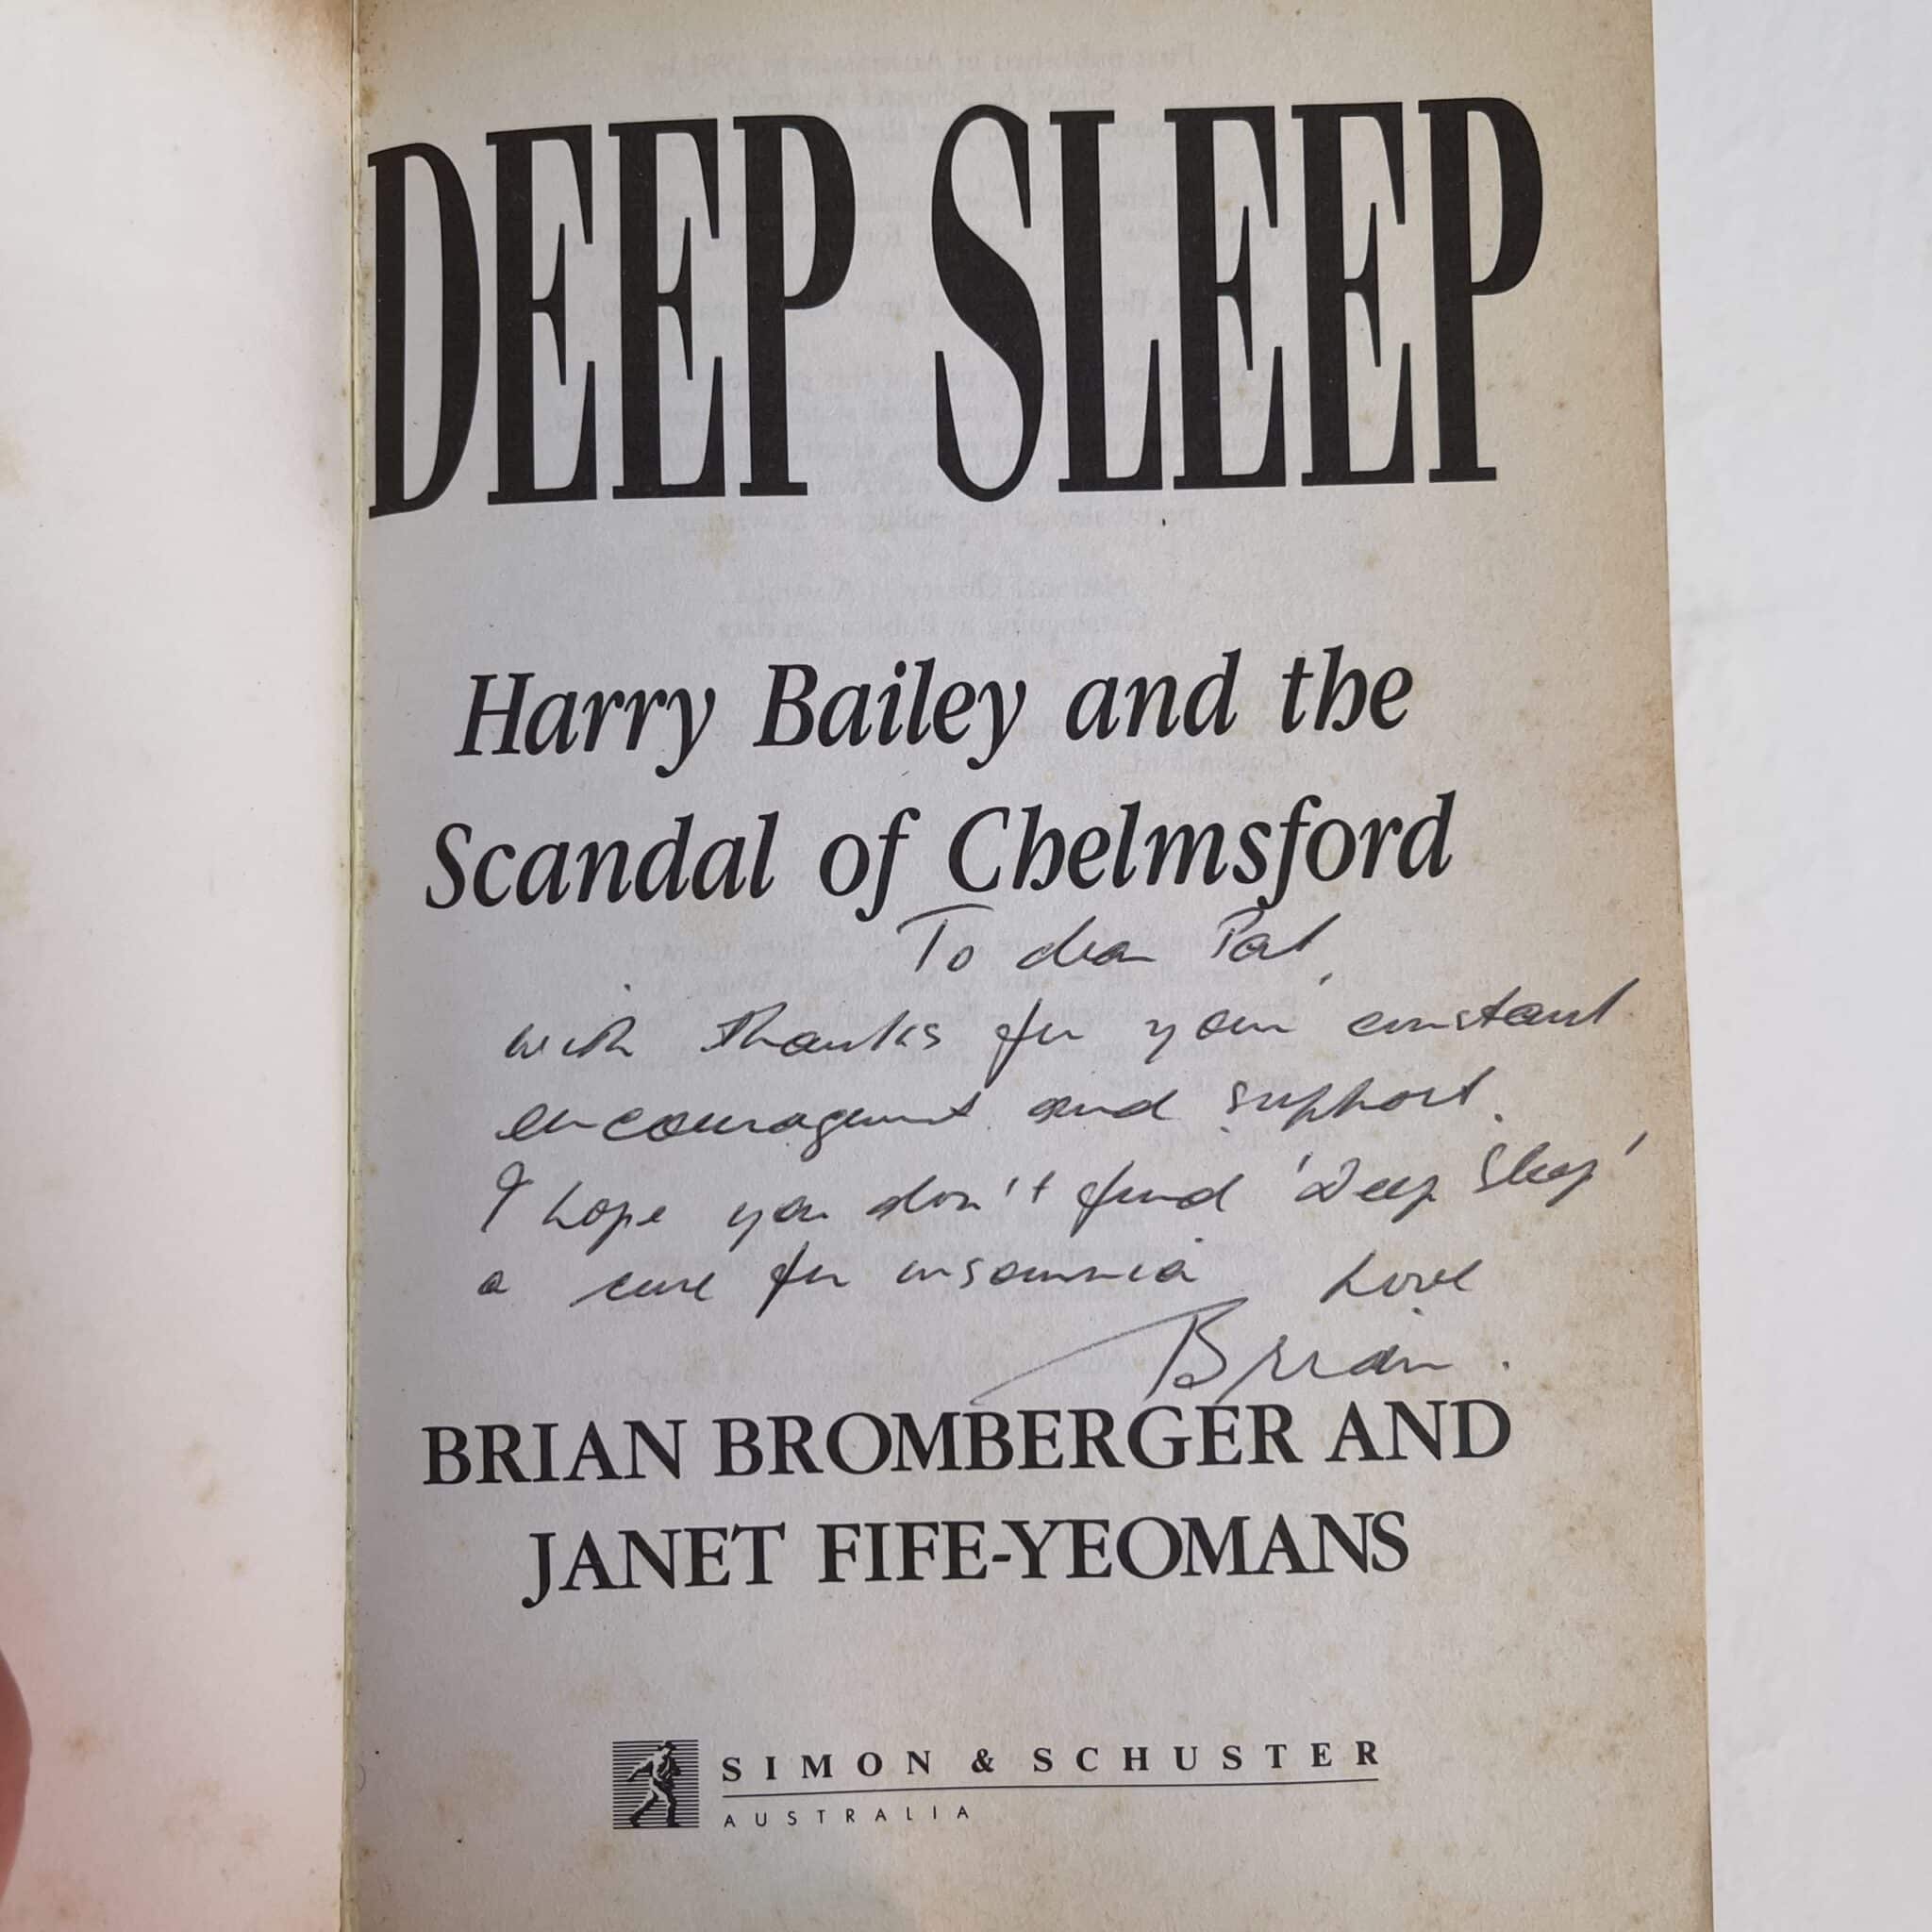 DEEP SLEEP
Harry Bailey and the
Scandal of Chelmsford
To dear Pat,
with thanks for your constant
encouragement and support.
I hope you don't find 'Deep Sleep'
a cure for insomnia Love
Brian.
BRIAN BROMBERGER AND
JANET FIFE-YEOMANS
SIMON & SCHUSTER
AUSTRALIA